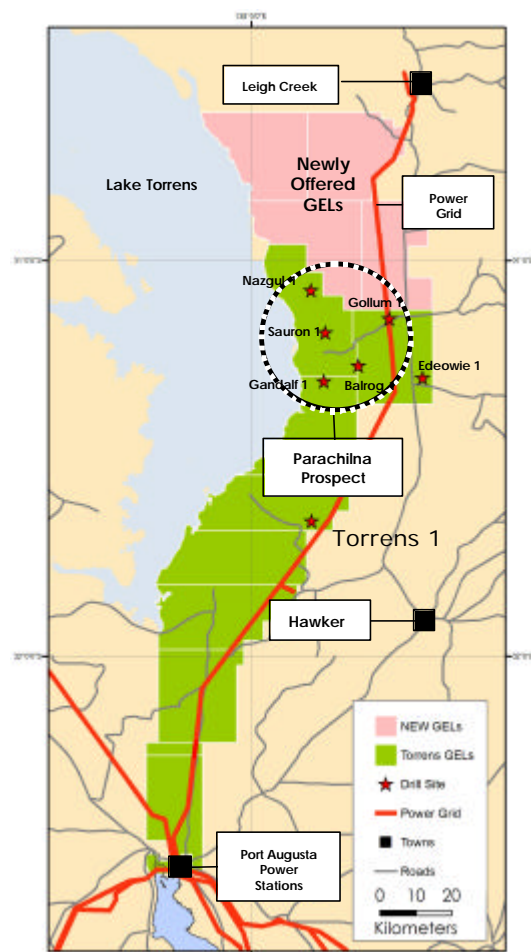 Leigh Creek
Lake Torrens
Newly
Offered
GELs
Power
Grid
Nazgul 1
Gollum 1
Sauron 1
Edeowie 1
Gandalf 1
Balrog
Parachilna
Prospect
Torrens 1
Hawker
NEW GELs
Torrens GELs
Drill Site
Power Grid
Towns
Roads
0 10 20
Kilometers
Port Augusta
Power
Stations